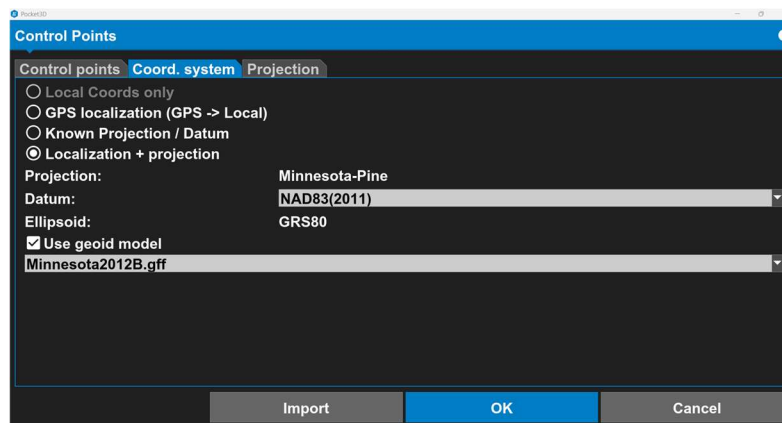 Pocket3D
Control Points
Control points Coord. system Projection
Local Coords only
GPS localization (GPS -> Local)
Known Projection / Datum
Localization + projection
Projection: Minnesota-Pine
Datum: NAD83(2011)
Ellipsoid: GRS80
Use geoid model
Minnesota2012B.gff
Import OK Cancel